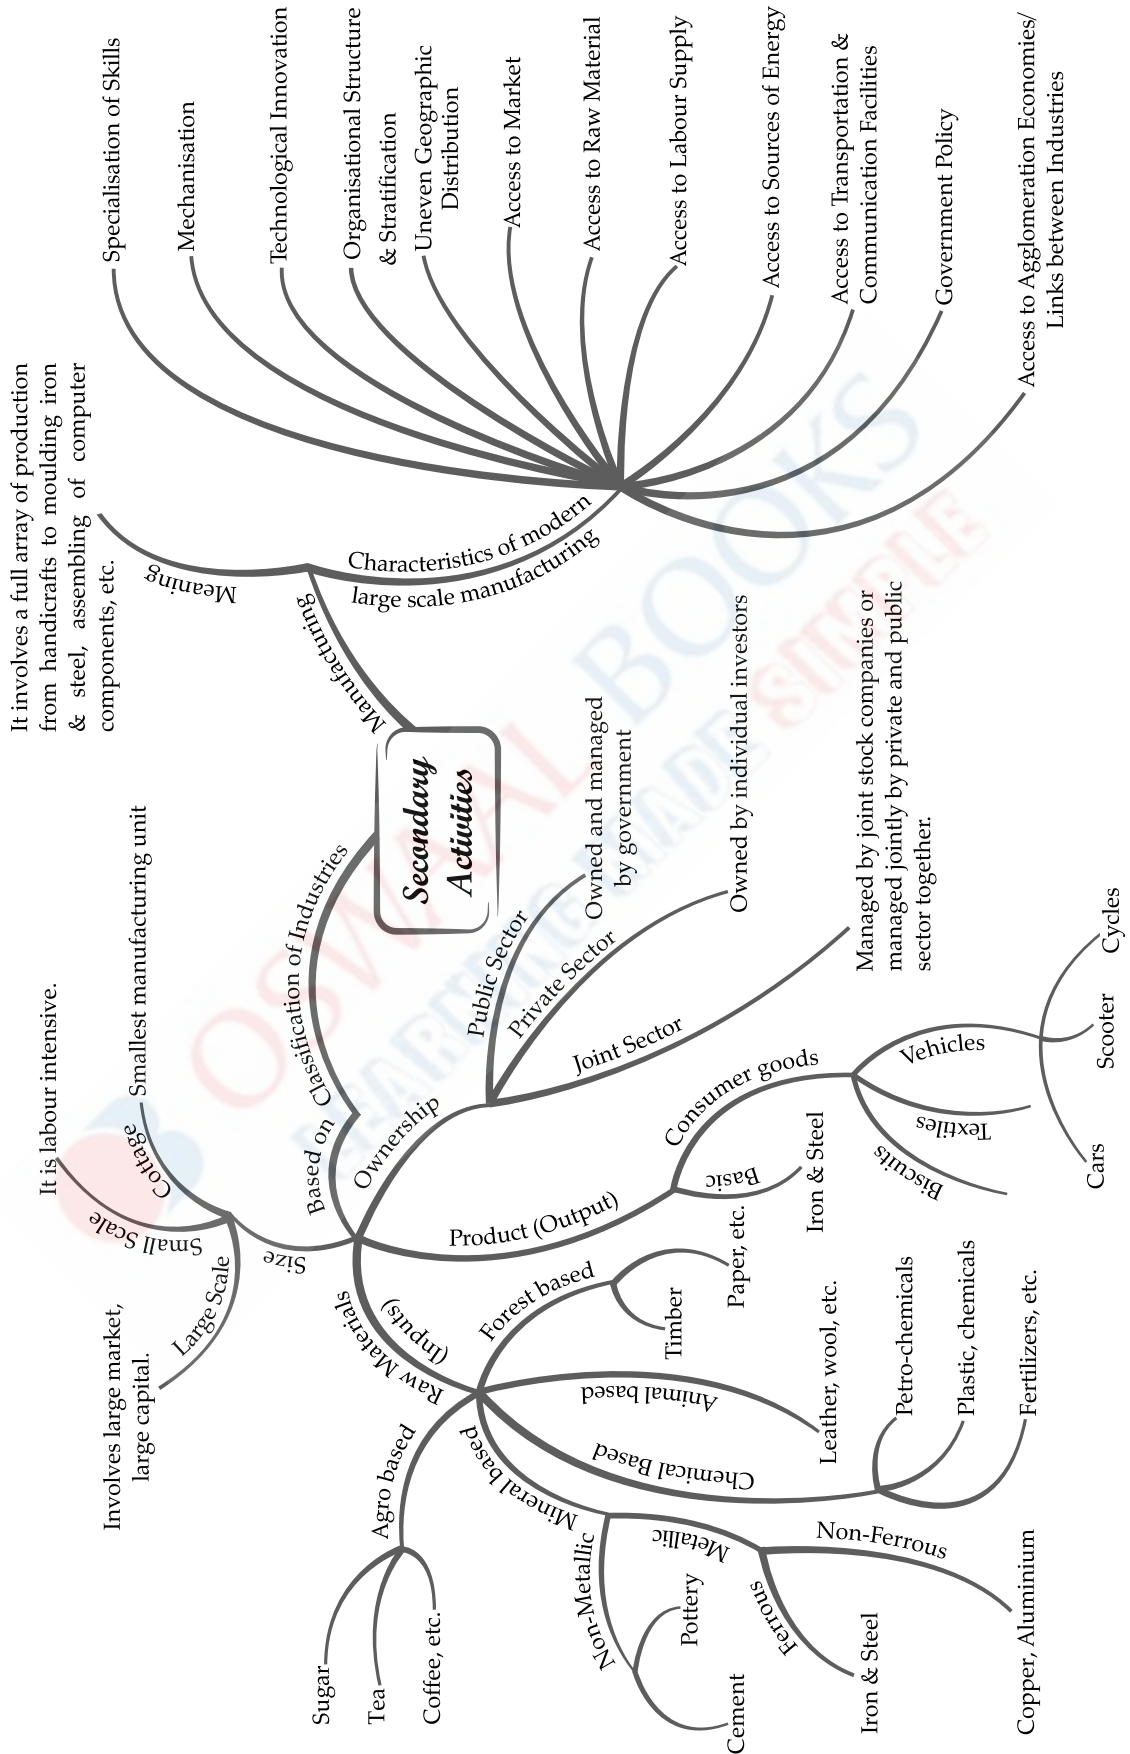 Secondary
Activities
Manufacturing
Meaning
It involves a full array of production
from handicrafts to moulding iron
& steel, assembling of computer
components, etc.
Characteristics of modern
large scale manufacturing
Specialisation of Skills
Mechanisation
Technological Innovation
Organisational Structure
& Stratification
Uneven Geographic
Distribution
Access to Market
Access to Raw Material
Access to Labour Supply
Access to Sources of Energy
Access to Transportation &
Communication Facilities
Government Policy
Access to Agglomeration Economies/
Links between Industries
Classification of Industries
Based on
Size
Cottage
Smallest manufacturing unit
Small Scale
It is labour intensive.
Large Scale
Involves large market,
large capital.
Ownership
Public Sector
Owned and managed
by government
Private Sector
Owned by individual investors
Joint Sector
Managed by joint stock companies or
managed jointly by private and public
sector together.
Product (Output)
Consumer goods
Vehicles
Cycles
Scooter
Cars
Textiles
Biscuits
Basic
Iron & Steel
Raw Materials
(Inputs)
Forest based
Paper, etc.
Timber
Animal based
Leather, wool, etc.
Chemical Based
Petro-chemicals
Plastic, chemicals
Fertilizers, etc.
Mineral based
Metallic
Non-Ferrous
Copper, Aluminium
Ferrous
Iron & Steel
Non-Metallic
Pottery
Cement
Agro based
Sugar
Tea
Coffee, etc.
OSWAAL BOOKS
LEARNING MADE SIMPLE